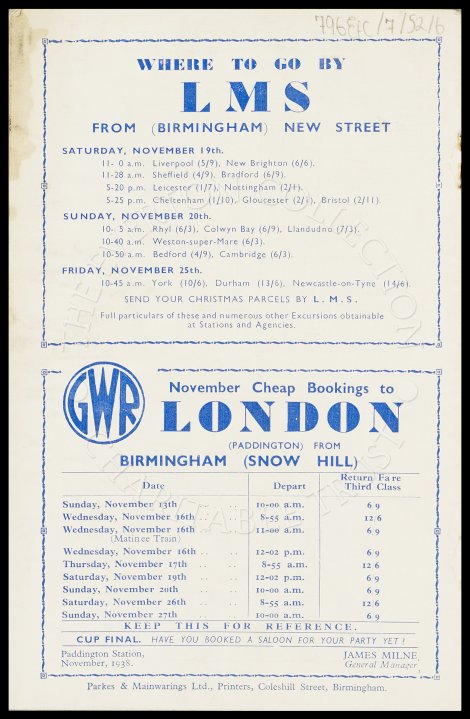 796EFC/7/52/6
WHERE TO GO BY
LMS
FROM (BIRMINGHAM) NEW STREET
SATURDAY, NOVEMBER 19th.
11- 0 a.m. Liverpool (5/9), New Brighton (6/6).
11-28 a.m. Sheffield (4/9), Bradford (6/9).
5-20 p.m. Leicester (1/7), Nottingham (2/1).
5-25 p.m. Cheltenham (1/10), Gloucester (2/1), Bristol (2/11).
SUNDAY, NOVEMBER 20th.
10- 5 a.m. Rhyl (6/3), Colwyn Bay (6/9), Llandudno (7/3).
10-40 a.m. Weston-super-Mare (6/3).
10-50 a.m. Bedford (4/9), Cambridge (6/3).
FRIDAY, NOVEMBER 25th.
10-45 a.m. York (10/6), Durham (13/6), Newcastle-on-Tyne (14/6).
SEND YOUR CHRISTMAS PARCELS BY L.M.S.
Full particulars of these and numerous other Excursions obtainable
at Stations and Agencies.
GWR
November Cheap Bookings to
LONDON
(PADDINGTON) FROM
BIRMINGHAM (SNOW HILL)
Date Depart Return Fare Third Class
Sunday, November 13th 10-00 a.m. 6 9
Wednesday, November 16th .. 8-55 a.m. 12 6
Wednesday, November 16th .. 11-00 a.m. 6 9
(Matinee Train)
Wednesday, November 16th .. .. 12-02 p.m. 6 9
Thursday, November 17th .. .. 8-55 a.m. 12 6
Saturday, November 19th .. .. 12-02 p.m. 6 9
Sunday, November 20th .. .. 10-00 a.m. 6 9
Saturday, November 26th .. .. 8-55 a.m. 12 6
Sunday, November 27th .. .. 10-00 a.m. 6 9
KEEP THIS FOR REFERENCE.
CUP FINAL. HAVE YOU BOOKED A SALOON FOR YOUR PARTY YET?
Paddington Station, JAMES MILNE,
November, 1938. General Manager
Parkes & Mainwarings Ltd., Printers, Coleshill Street, Birmingham.